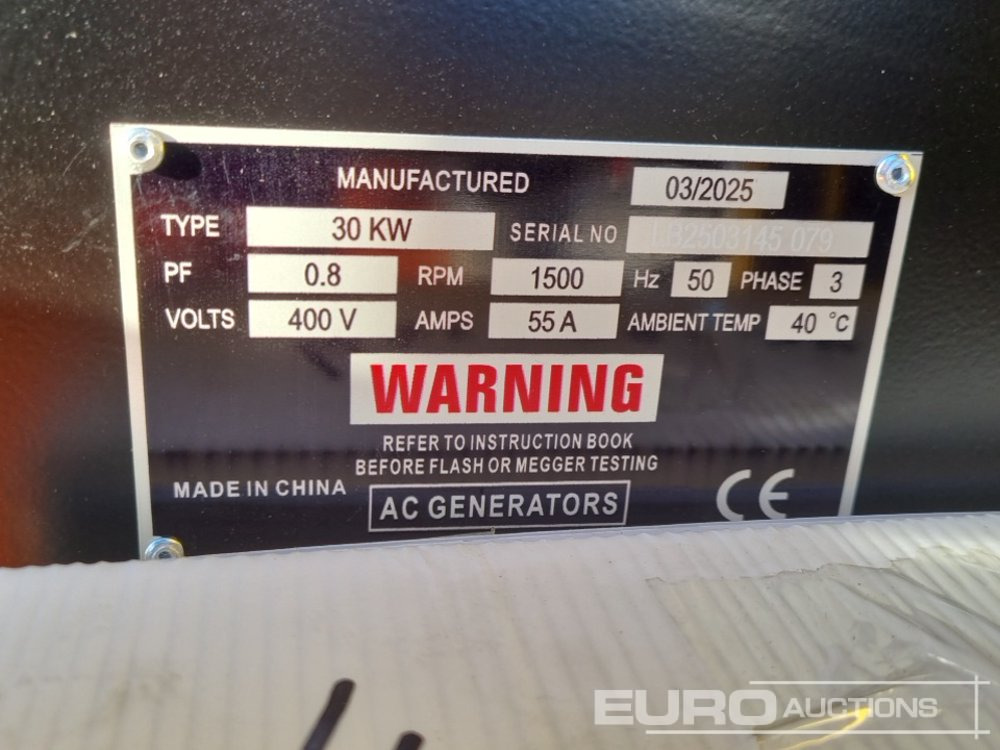 MANUFACTURED 03/2025
TYPE 30 KW SERIAL NO LB2503145 079
PF 0.8 RPM 1500 Hz 50 PHASE 3
VOLTS 400 V AMPS 55 A AMBIENT TEMP 40 °C
WARNING
REFER TO INSTRUCTION BOOK
BEFORE FLASH OR MEGGER TESTING
MADE IN CHINA
AC GENERATORS
CE
EURO AUCTIONS